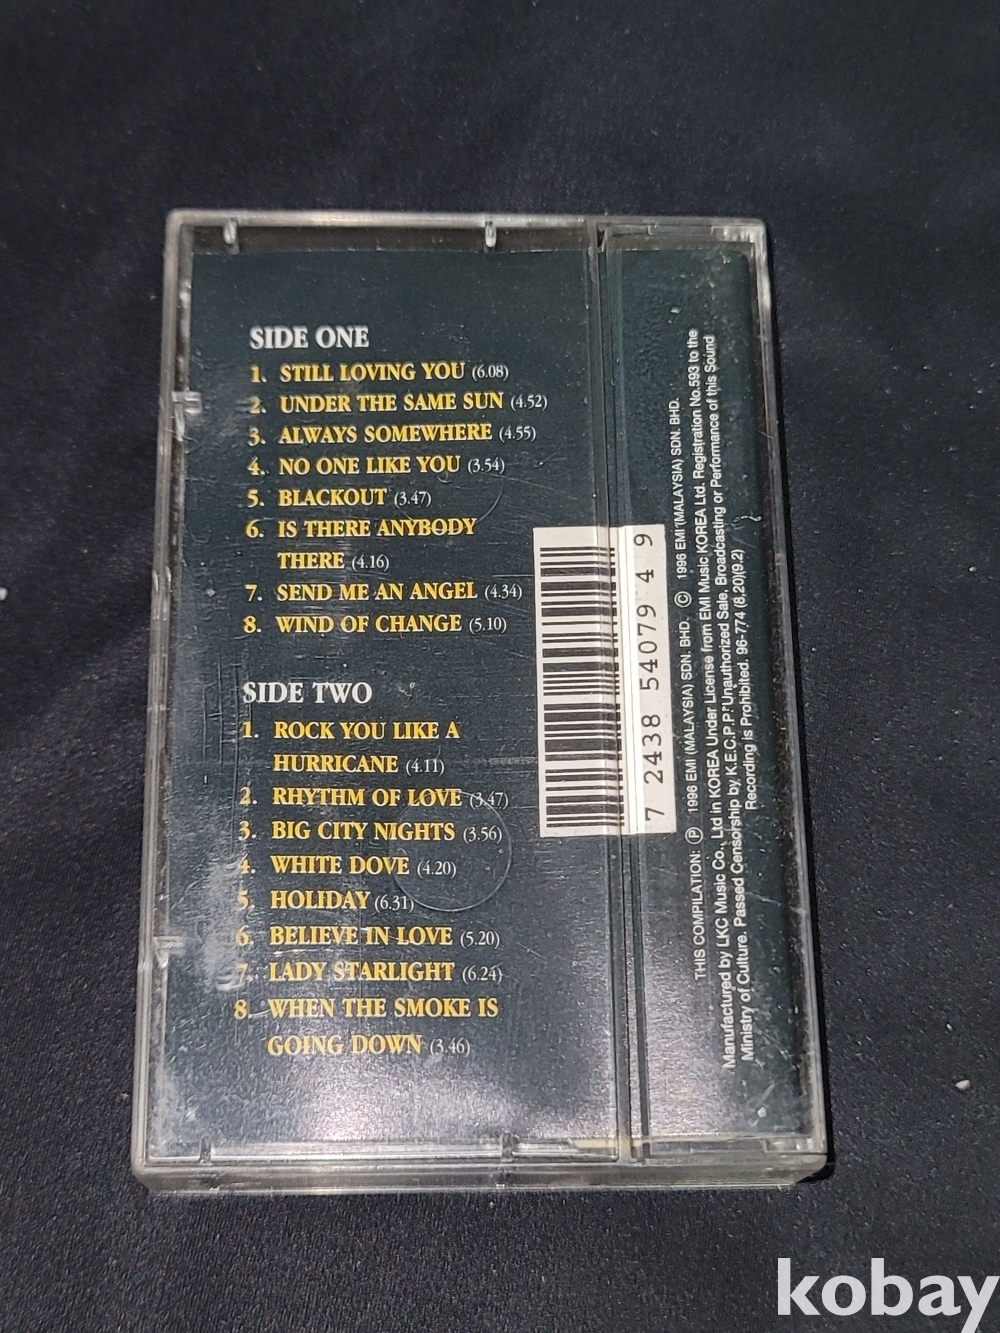 SIDE ONE
1. STILL LOVING YOU (6.08)
2. UNDER THE SAME SUN (4.52)
3. ALWAYS SOMEWHERE (4.55)
4. NO ONE LIKE YOU (3.54)
5. BLACKOUT (3.47)
6. IS THERE ANYBODY
THERE (4.16)
7. SEND ME AN ANGEL (4.34)
8. WIND OF CHANGE (5.10)
SIDE TWO
1. ROCK YOU LIKE A
HURRICANE (4.11)
2. RHYTHM OF LOVE (3.47)
3. BIG CITY NIGHTS (3.56)
4. WHITE DOVE (4.20)
5. HOLIDAY (6.31)
6. BELIEVE IN LOVE (5.20)
7. LADY STARLIGHT (6.24)
8. WHEN THE SMOKE IS
GOING DOWN (3.46)
7 2438 54079 4 9
THIS COMPILATION: Ⓟ 1996 EMI (MALAYSIA) SDN. BHD. © 1996 EMI (MALAYSIA) SDN. BHD.
Manufactured by LKC Music Co., Ltd in KOREA Under License from EMI Music KOREA Ltd. Registration No.593 to the
Ministry of Culture. Passed Censorship by K.E.C.P.P. Unauthorized Sale, Broadcasting or Performance of this Sound
Recording is Prohibited. 96-774 (8,20)(9.2)
kobay